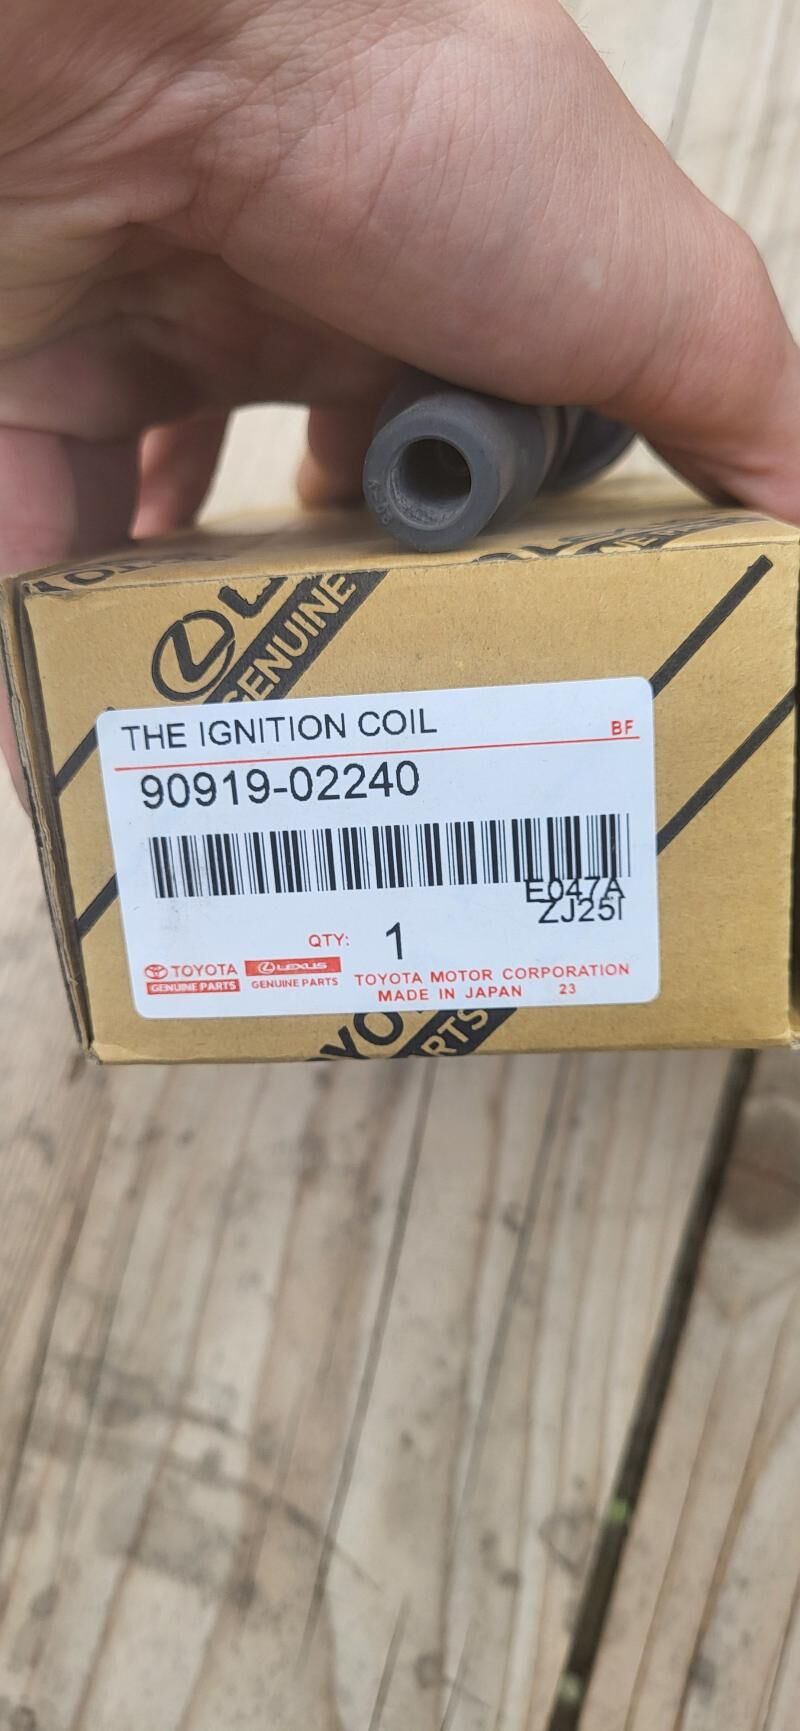 GENUINE
THE IGNITION COIL
BF
90919-02240
E047A
ZJ25I
QTY: 1
TOYOTA
GENUINE PARTS
LEXUS
GENUINE PARTS
TOYOTA MOTOR CORPORATION
MADE IN JAPAN 23